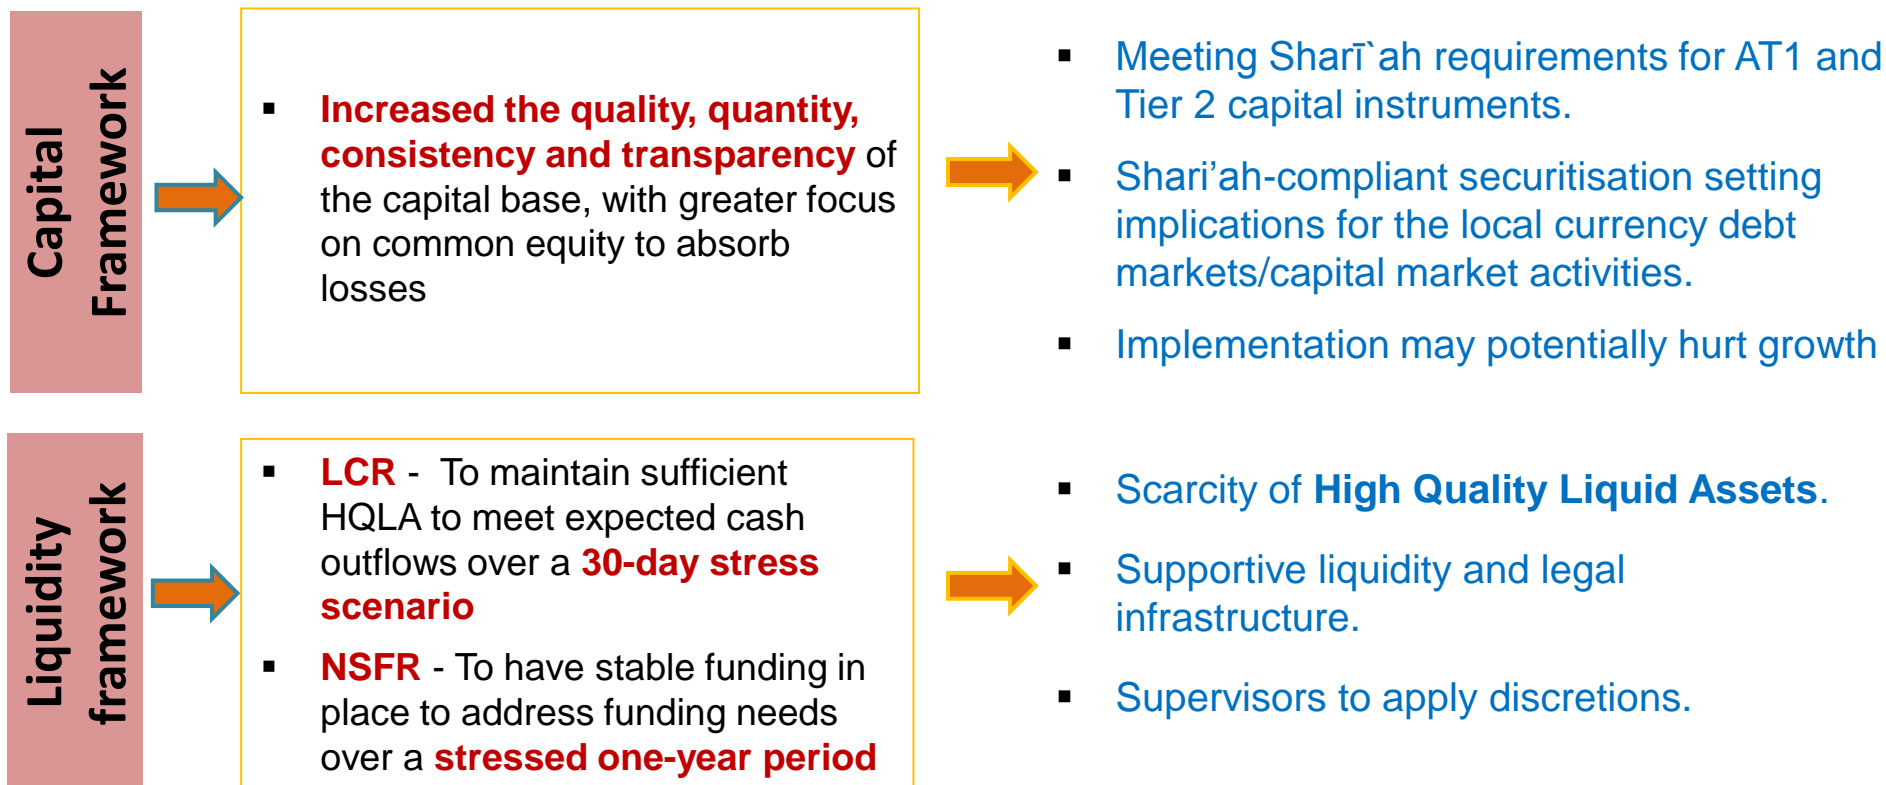 Capital
Framework
▪ Increased the quality, quantity,
consistency and transparency of
the capital base, with greater focus
on common equity to absorb
losses
▪ Meeting Sharī`ah requirements for AT1 and
Tier 2 capital instruments.
▪ Shari’ah-compliant securitisation setting
implications for the local currency debt
markets/capital market activities.
▪ Implementation may potentially hurt growth
Liquidity
framework
▪ LCR - To maintain sufficient
HQLA to meet expected cash
outflows over a 30-day stress
scenario
▪ NSFR - To have stable funding in
place to address funding needs
over a stressed one-year period
▪ Scarcity of High Quality Liquid Assets.
▪ Supportive liquidity and legal
infrastructure.
▪ Supervisors to apply discretions.